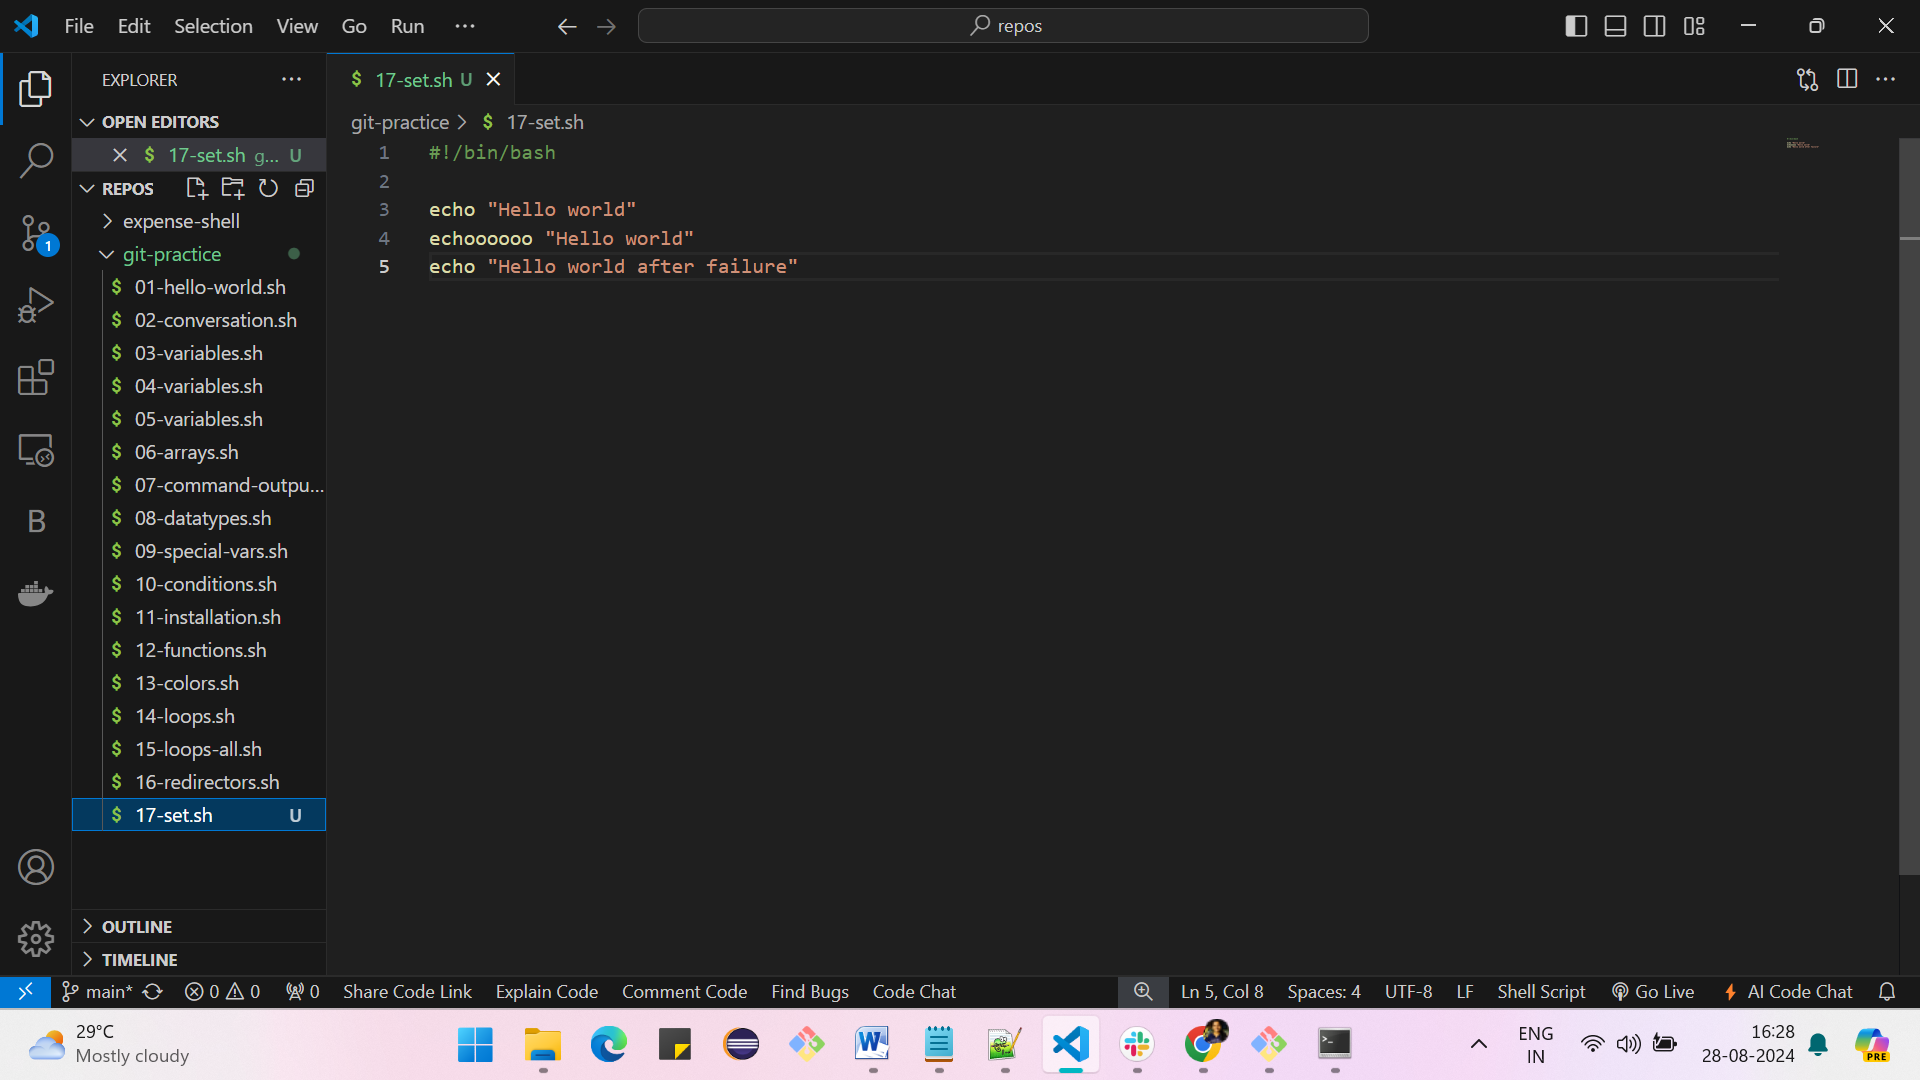 File Edit Selection View Go Run ··· repos
EXPLORER
17-set.sh U
OPEN EDITORS
git-practice > $ 17-set.sh
$ 17-set.sh g... U
REPOS
expense-shell
git-practice
$ 01-hello-world.sh
$ 02-conversation.sh
$ 03-variables.sh
$ 04-variables.sh
$ 05-variables.sh
$ 06-arrays.sh
$ 07-command-outpu...
$ 08-datatypes.sh
$ 09-special-vars.sh
$ 10-conditions.sh
$ 11-installation.sh
$ 12-functions.sh
$ 13-colors.sh
$ 14-loops.sh
$ 15-loops-all.sh
$ 16-redirectors.sh
$ 17-set.sh U
OUTLINE
TIMELINE
1 #!/bin/bash
2
3 echo "Hello world"
4 echoooooo "Hello world"
5 echo "Hello world after failure"
1
B
main* 0 0 0 Share Code Link Explain Code Comment Code Find Bugs Code Chat Ln 5, Col 8 Spaces: 4 UTF-8 LF Shell Script Go Live AI Code Chat
29°C
Mostly cloudy
ENG
IN
16:28
28-08-2024
PRE